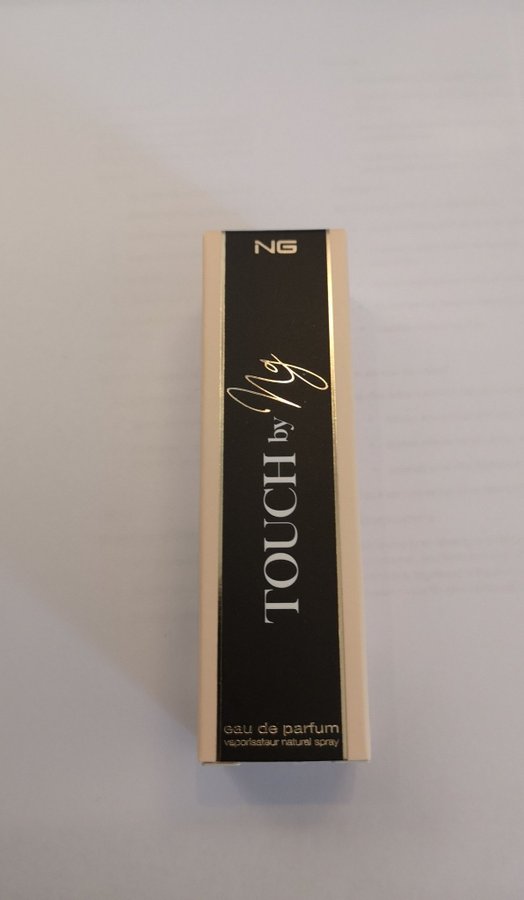 NG
TOUCH by Ng
eau de parfum
vaporisateur natural spray